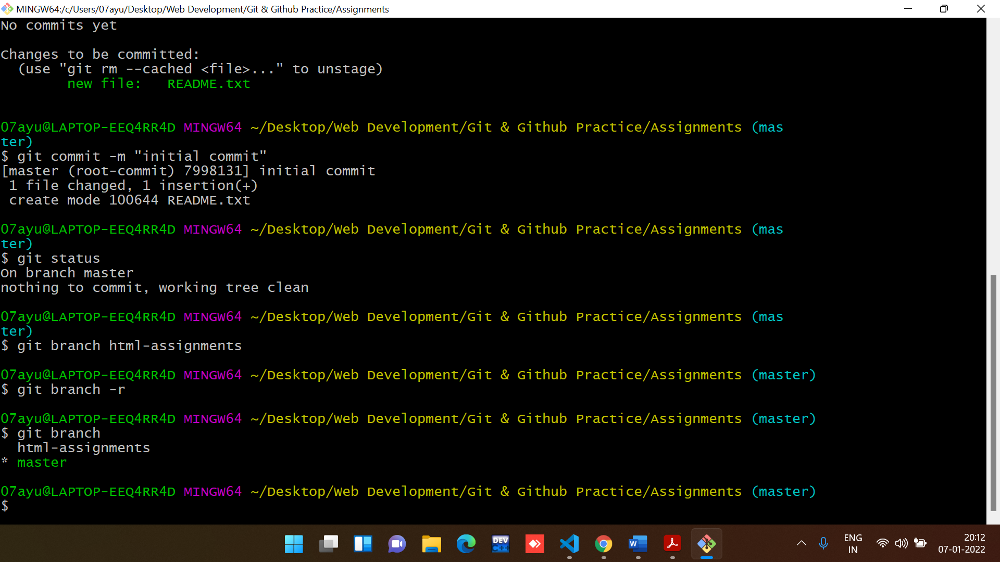 MINGW64:/c/Users/07ayu/Desktop/Web Development/Git & Github Practice/Assignments
No commits yet
Changes to be committed:
  (use "git rm --cached <file>..." to unstage)
        new file:   README.txt
07ayu@LAPTOP-EEQ4RR4D MINGW64 ~/Desktop/Web Development/Git & Github Practice/Assignments (mas
ter)
$ git commit -m "initial commit"
[master (root-commit) 7998131] initial commit
 1 file changed, 1 insertion(+)
 create mode 100644 README.txt
07ayu@LAPTOP-EEQ4RR4D MINGW64 ~/Desktop/Web Development/Git & Github Practice/Assignments (mas
ter)
$ git status
On branch master
nothing to commit, working tree clean
07ayu@LAPTOP-EEQ4RR4D MINGW64 ~/Desktop/Web Development/Git & Github Practice/Assignments (mas
ter)
$ git branch html-assignments
07ayu@LAPTOP-EEQ4RR4D MINGW64 ~/Desktop/Web Development/Git & Github Practice/Assignments (master)
$ git branch -r
07ayu@LAPTOP-EEQ4RR4D MINGW64 ~/Desktop/Web Development/Git & Github Practice/Assignments (master)
$ git branch
  html-assignments
* master
07ayu@LAPTOP-EEQ4RR4D MINGW64 ~/Desktop/Web Development/Git & Github Practice/Assignments (master)
$
DEV
C++
W
ENG
IN
20:12
07-01-2022